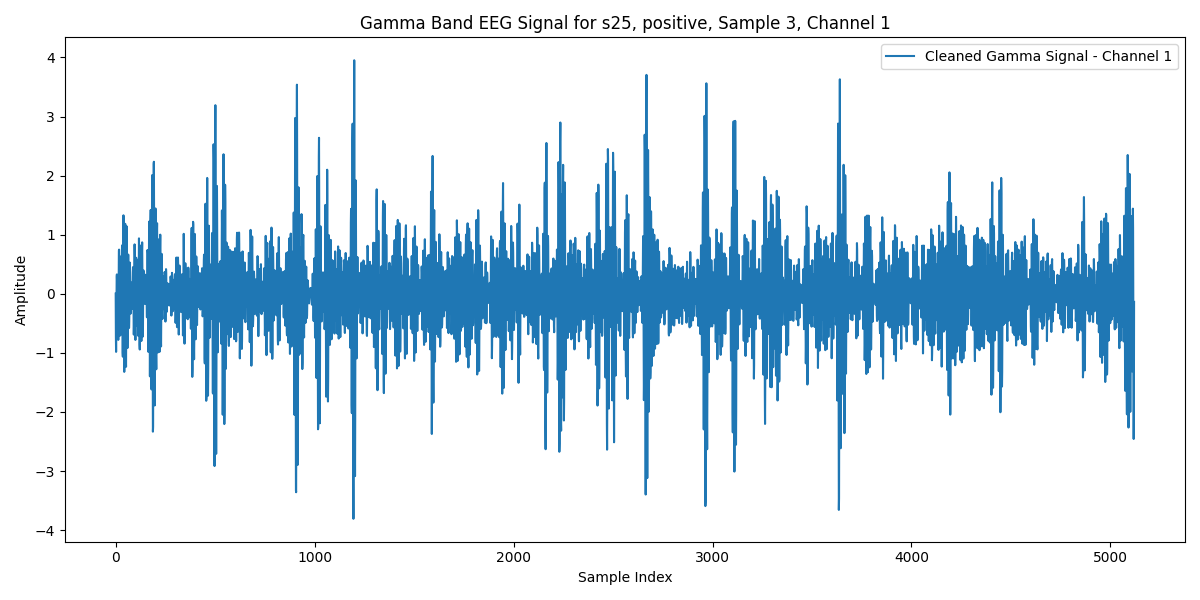 Gamma Band EEG Signal for s25, positive, Sample 3, Channel 1
Cleaned Gamma Signal - Channel 1
Amplitude
4
3
2
1
0
−1
−2
−3
−4
0 1000 2000 3000 4000 5000
Sample Index